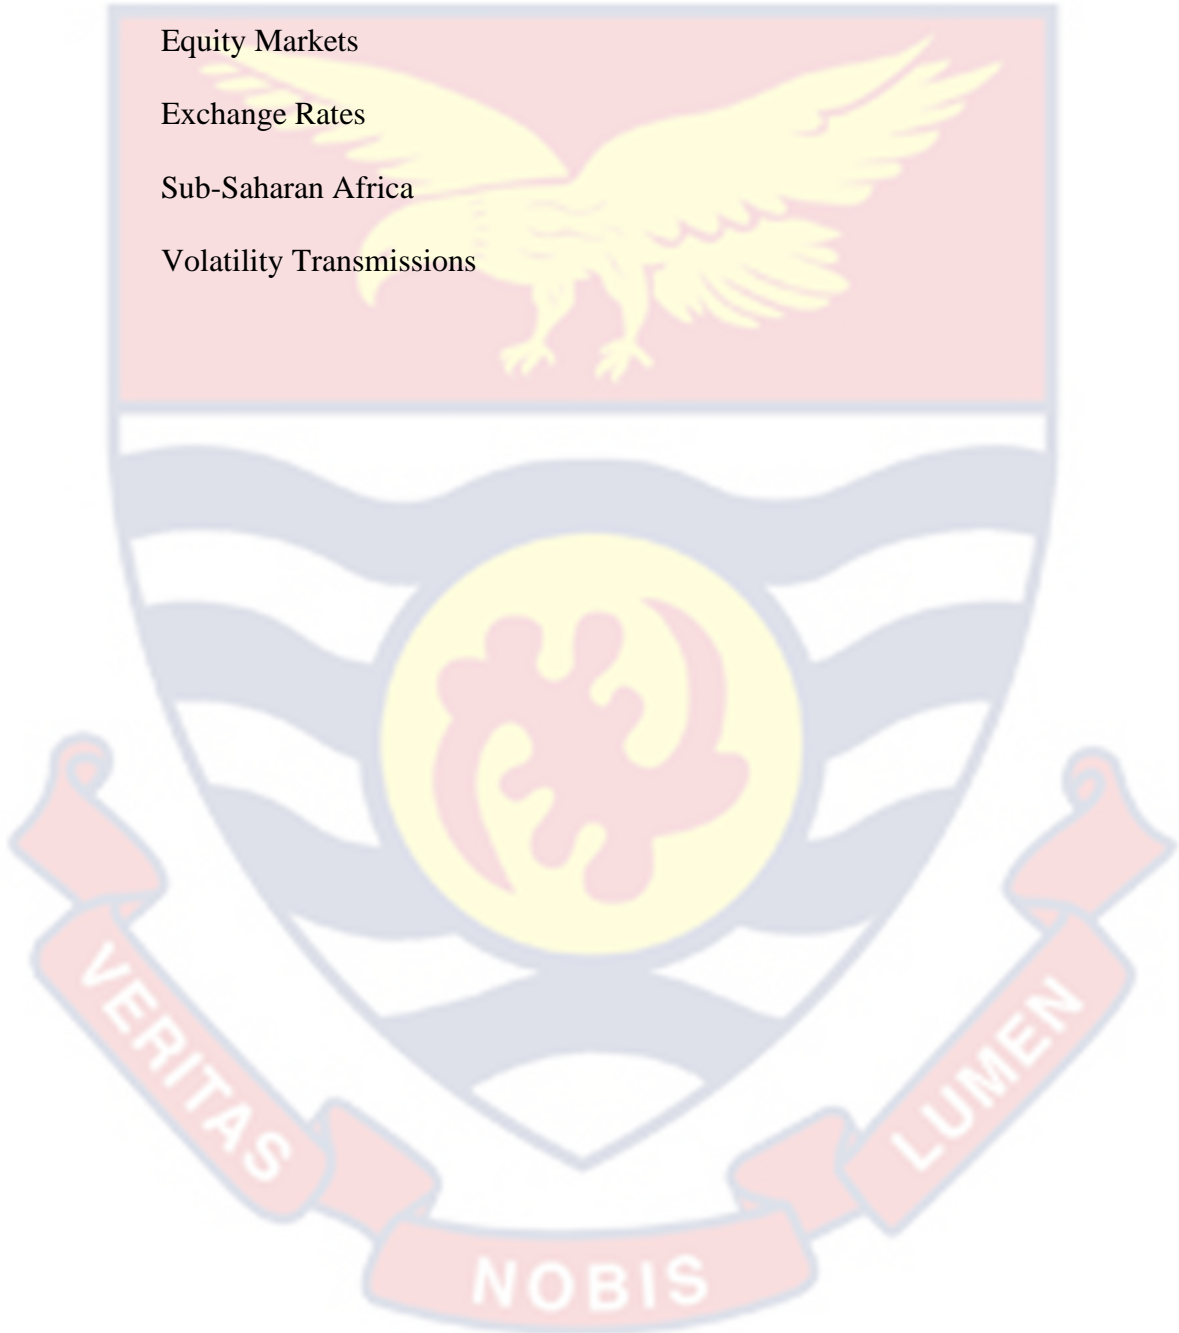 Equity Markets
Exchange Rates
Sub-Saharan Africa
Volatility Transmissions
VERITAS
NOBIS
LUMEN